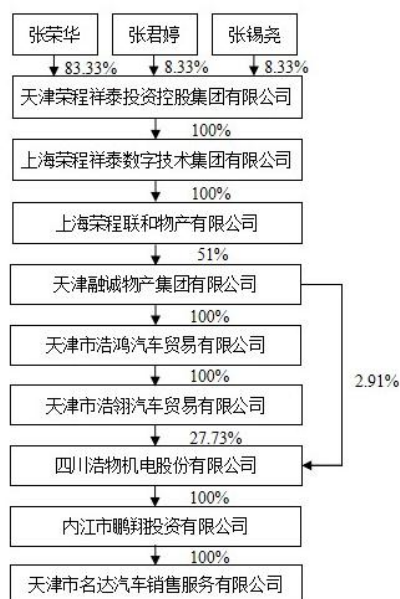 张荣华 张君婷 张锡尧
83.33% 8.33% 8.33%
天津荣程祥泰投资控股集团有限公司
100%
上海荣程祥泰数字技术集团有限公司
100%
上海荣程联和物产有限公司
51%
天津融诚物产集团有限公司
100%
天津市浩鸿汽车贸易有限公司
2.91%
100%
天津市浩翎汽车贸易有限公司
27.73%
四川浩物机电股份有限公司
100%
内江市鹏翔投资有限公司
100%
天津市名达汽车销售服务有限公司